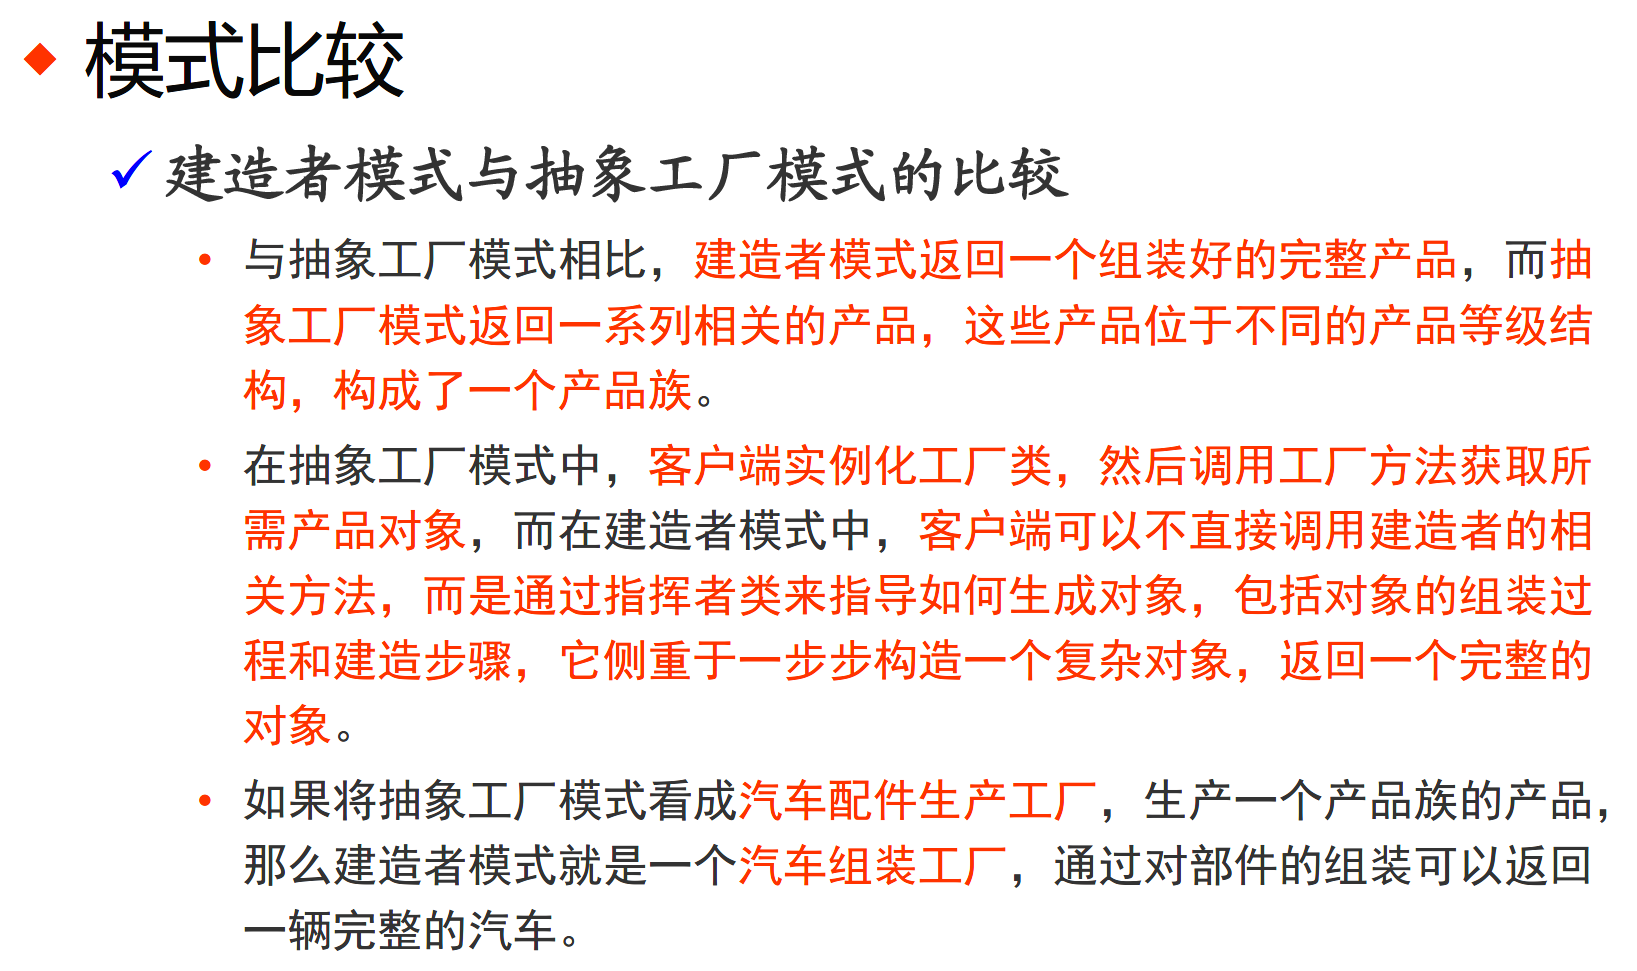 模式比较
建造者模式与抽象工厂模式的比较
与抽象工厂模式相比，建造者模式返回一个组装好的完整产品，而抽
象工厂模式返回一系列相关的产品，这些产品位于不同的产品等级结
构，构成了一个产品族。
在抽象工厂模式中，客户端实例化工厂类，然后调用工厂方法获取所
需产品对象，而在建造者模式中，客户端可以不直接调用建造者的相
关方法，而是通过指挥者类来指导如何生成对象，包括对象的组装过
程和建造步骤，它侧重于一步步构造一个复杂对象，返回一个完整的
对象。
如果将抽象工厂模式看成汽车配件生产工厂，生产一个产品族的产品，
那么建造者模式就是一个汽车组装工厂，通过对部件的组装可以返回
一辆完整的汽车。